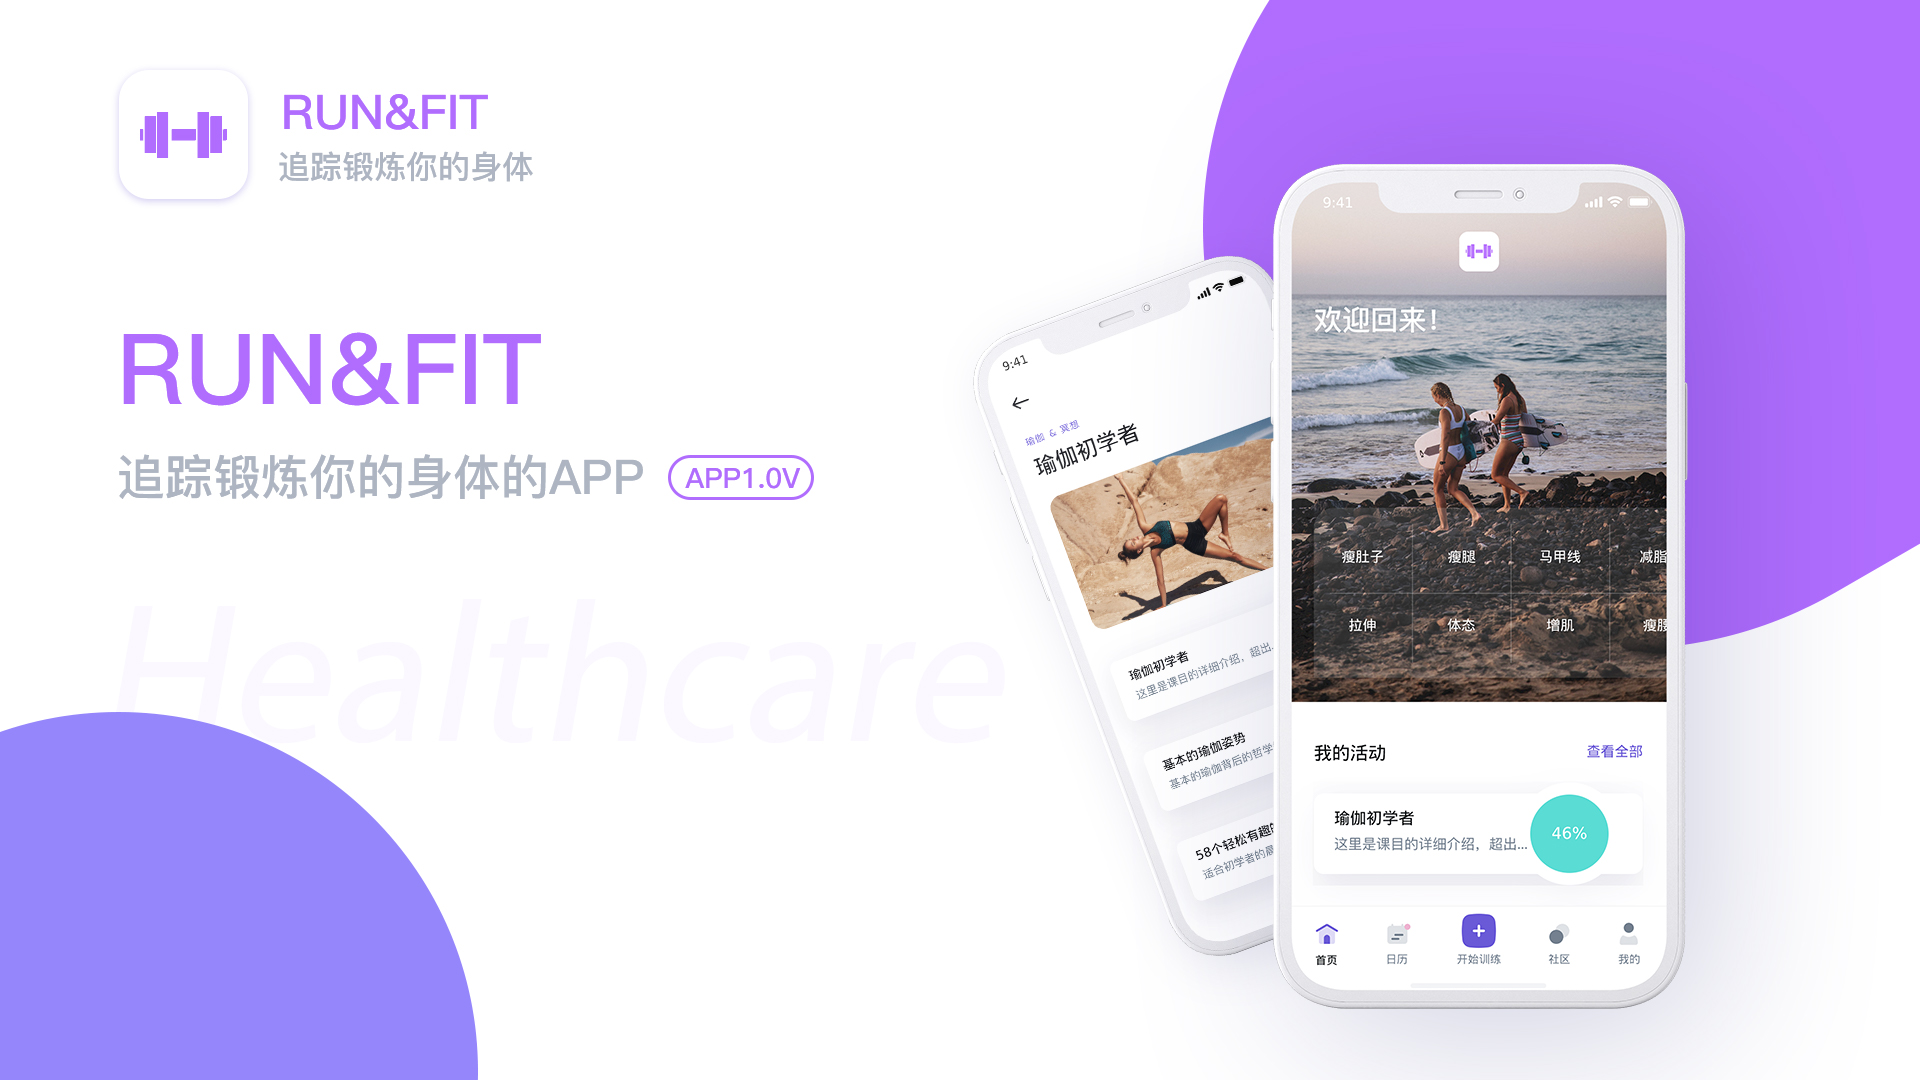 RUN&FIT
追踪锻炼你的身体
RUN&FIT
追踪锻炼你的身体的APP
APP1.0V
Healthcare
9:41
瑜伽 & 冥想
瑜伽初学者
瑜伽初学者
这里是课目的详细介绍，超出...
基本的瑜伽姿势
基本的瑜伽背后的哲学
58个轻松有趣
适合初学者的
9:41
欢迎回来！
瘦肚子 瘦腿 马甲线 减脂
拉伸 体态 增肌 瘦腰
我的活动 查看全部
瑜伽初学者
这里是课目的详细介绍，超出...
46%
首页 日历 开始训练 社区 我的